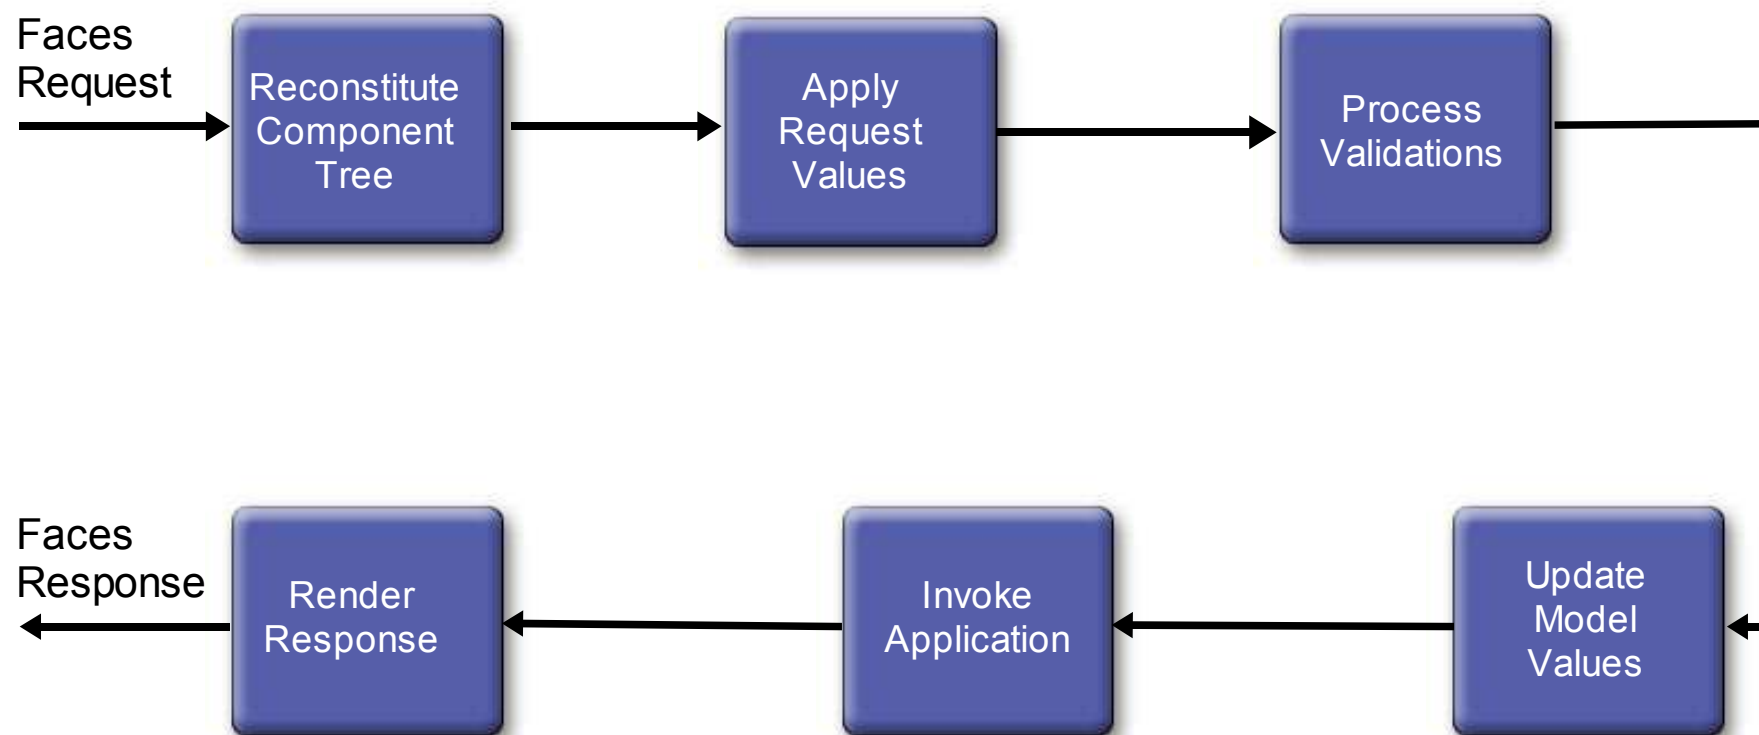 Faces
Request
Reconstitute
Component
Tree
Apply
Request
Values
Process
Validations
Faces
Response
Render
Response
Invoke
Application
Update
Model
Values